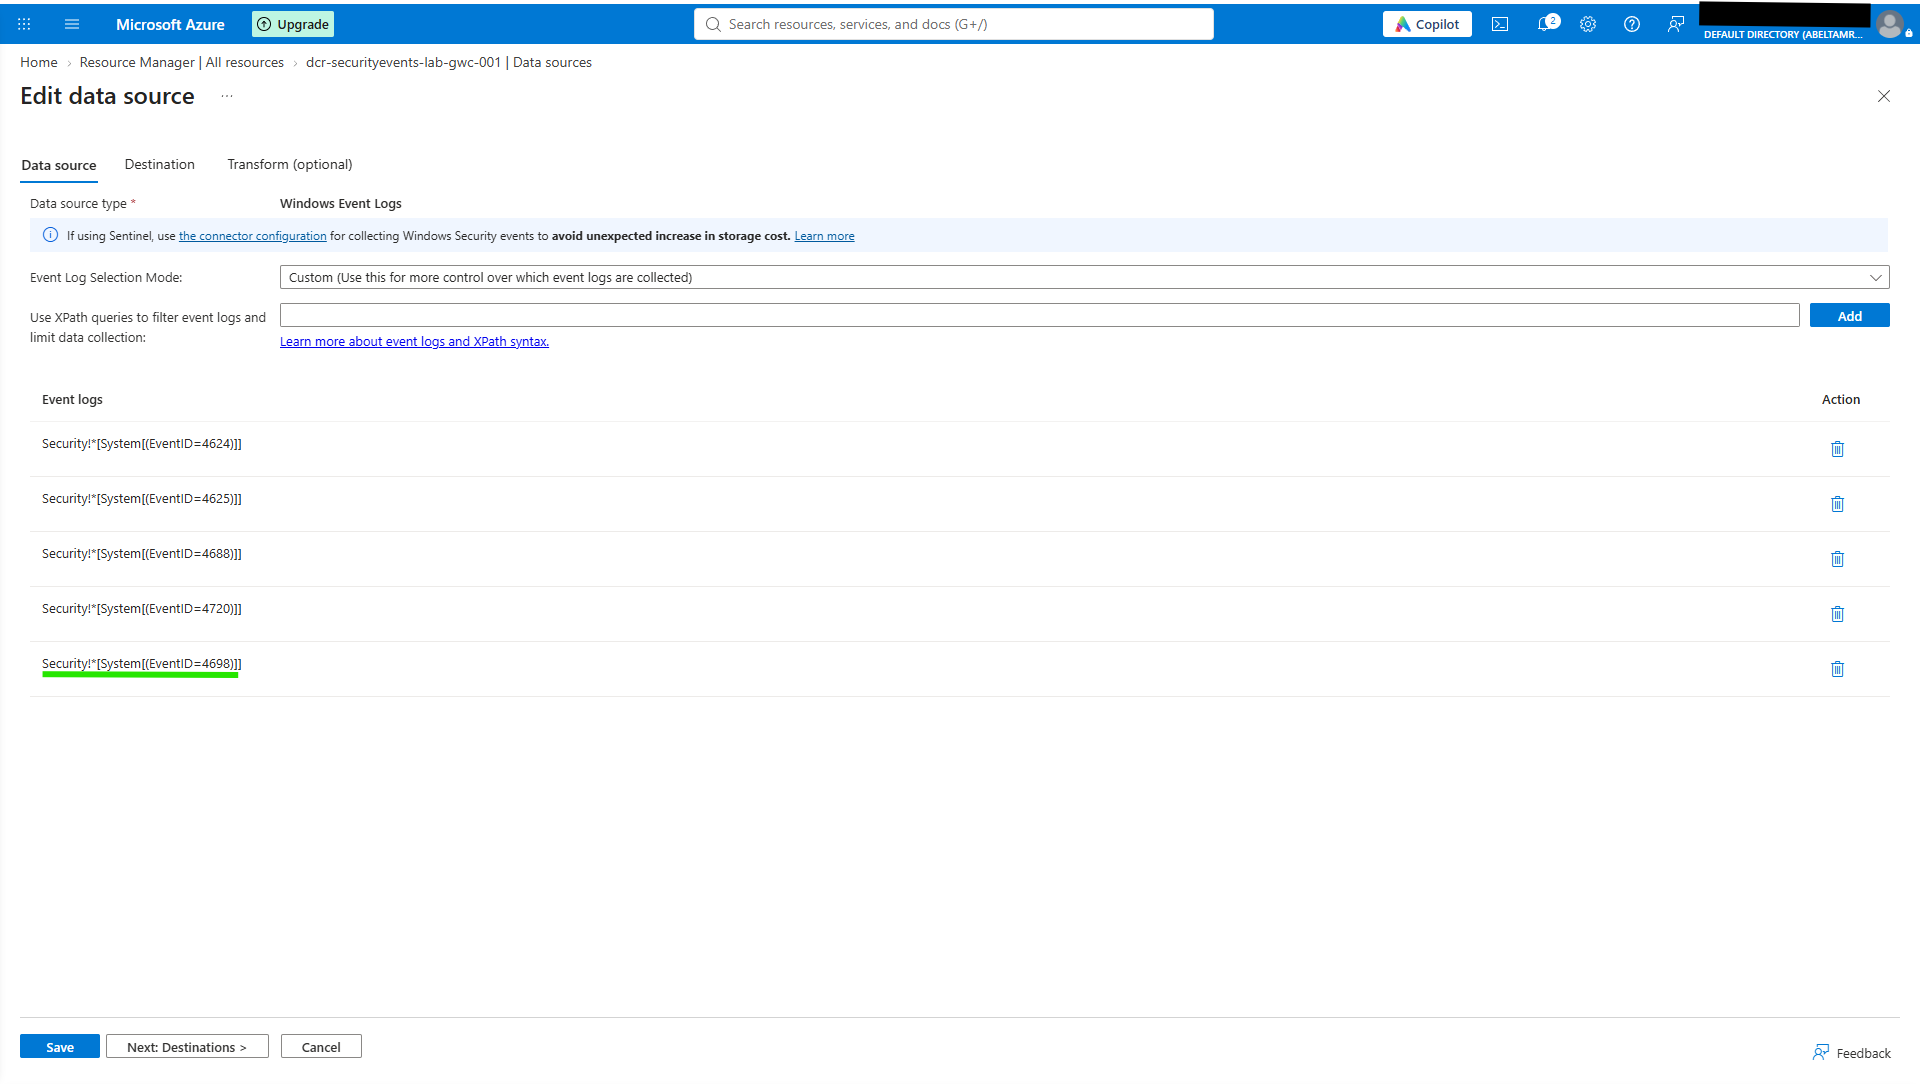 Microsoft Azure
Upgrade
Search resources, services, and docs (G+/)
Copilot
2
DEFAULT DIRECTORY (ABELTAMR...
Home > Resource Manager | All resources > dcr-securityevents-lab-gwc-001 | Data sources
Edit data source ...
Data source
Destination
Transform (optional)
Data source type *
Windows Event Logs
If using Sentinel, use the connector configuration for collecting Windows Security events to avoid unexpected increase in storage cost. Learn more
Event Log Selection Mode:
Custom (Use this for more control over which event logs are collected)
Use XPath queries to filter event logs and
limit data collection:
Add
Learn more about event logs and XPath syntax.
Event logs
Action
Security!*[System[(EventID=4624)]]
Security!*[System[(EventID=4625)]]
Security!*[System[(EventID=4688)]]
Security!*[System[(EventID=4720)]]
Security!*[System[(EventID=4698)]]
Save
Next: Destinations >
Cancel
Feedback